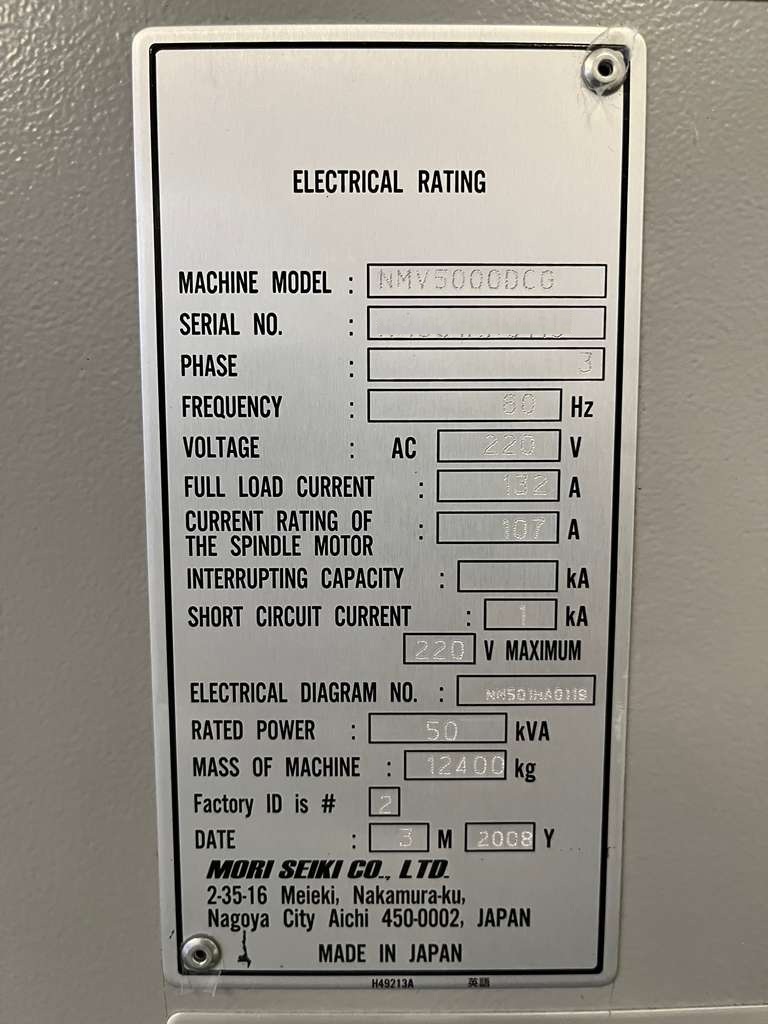 ELECTRICAL RATING
MACHINE MODEL : NMV5000DCG
SERIAL NO. :
PHASE : 3
FREQUENCY : 60 Hz
VOLTAGE : AC 220 V
FULL LOAD CURRENT : 132 A
CURRENT RATING OF
THE SPINDLE MOTOR : 107 A
INTERRUPTING CAPACITY : kA
SHORT CIRCUIT CURRENT : 1 kA
220 V MAXIMUM
ELECTRICAL DIAGRAM NO. :
RATED POWER : 50 kVA
MASS OF MACHINE : 12400 kg
Factory ID is # 2
DATE : 3 M 2008 Y
MORI SEIKI CO., LTD.
2-35-16 Meieki, Nakamura-ku,
Nagoya City Aichi 450-0002, JAPAN
MADE IN JAPAN
H49213A 英語